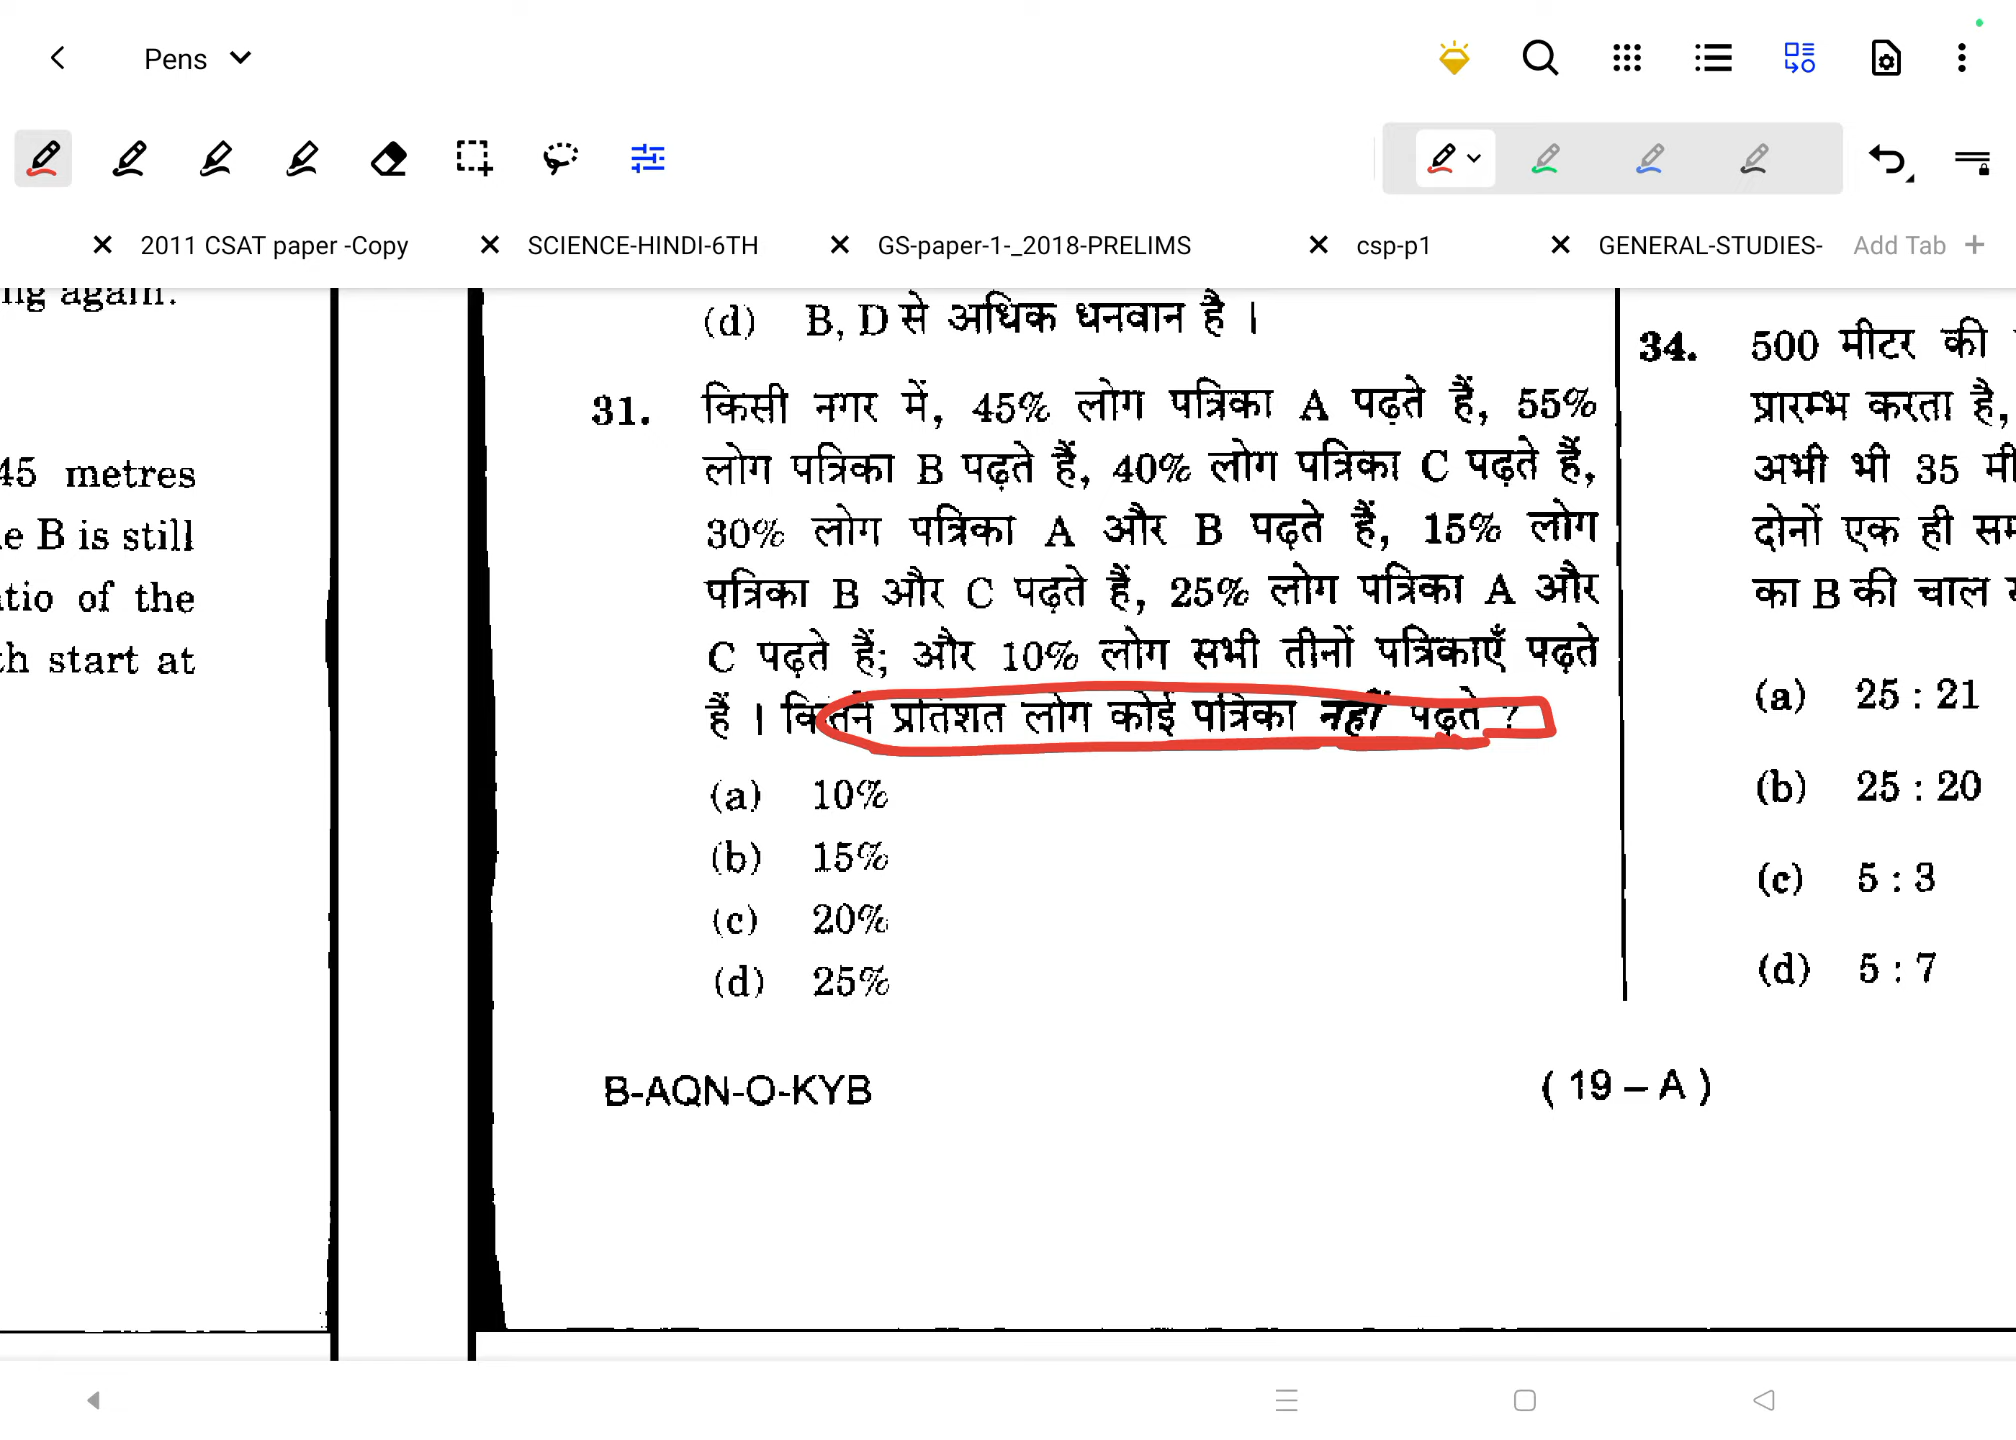 Pens
2011 CSAT paper -Copy
SCIENCE-HINDI-6TH
GS-paper-1-_2018-PRELIMS
csp-p1
GENERAL-STUDIES-
Add Tab +
again.
45 metres
e B is still
tio of the
h start at
(d) B, D से अधिक धनवान है ।
31. किसी नगर में, 45% लोग पत्रिका A पढ़ते हैं, 55%
लोग पत्रिका B पढ़ते हैं, 40% लोग पत्रिका C पढ़ते हैं,
30% लोग पत्रिका A और B पढ़ते हैं, 15% लोग
पत्रिका B और C पढ़ते हैं, 25% लोग पत्रिका A और
C पढ़ते हैं; और 10% लोग सभी तीनों पत्रिकाएँ पढ़ते
हैं । कितने प्रतिशत लोग कोई पत्रिका नहीं पढ़ते ?
(a) 10%
(b) 15%
(c) 20%
(d) 25%
B-AQN-O-KYB
( 19 – A )
34. 500 मीटर की
प्रारम्भ करता है,
अभी भी 35 मी
दोनों एक ही सम
का B की चाल
(a) 25 : 21
(b) 25 : 20
(c) 5 : 3
(d) 5 : 7